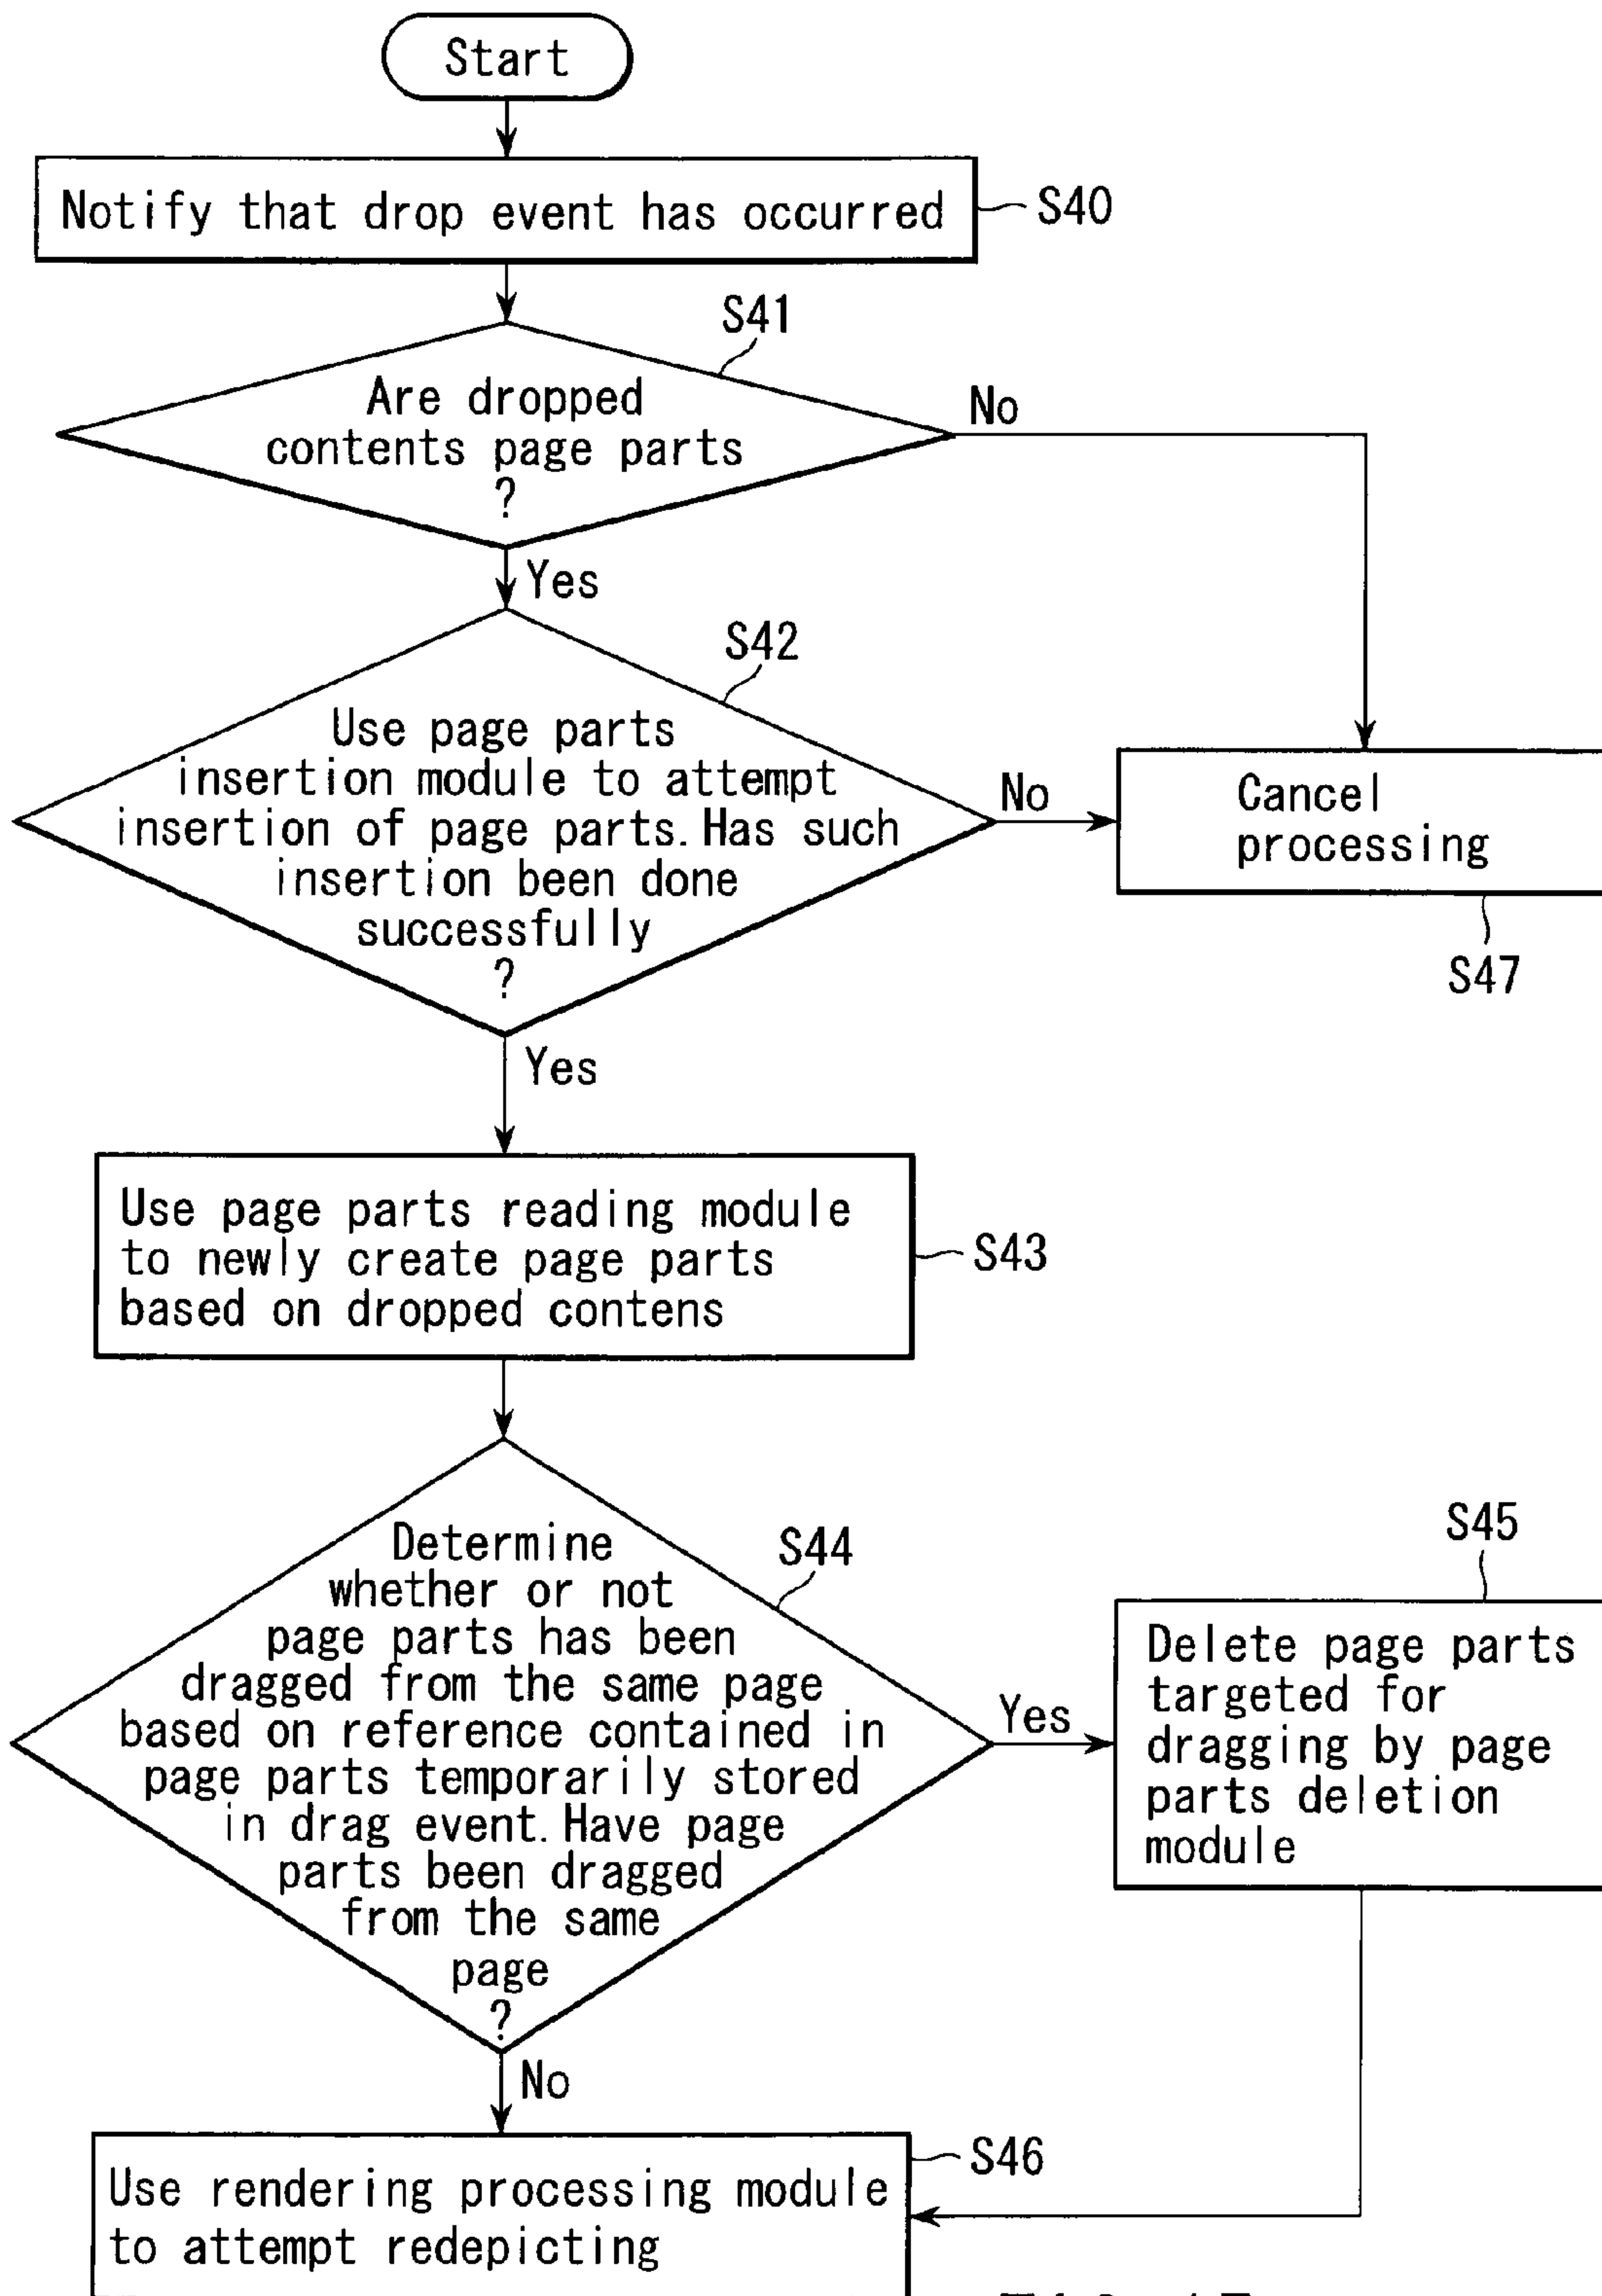 Start
Notify that drop event has occurred
S40
S41
Are dropped
contents page parts
?
No
Yes
S42
Use page parts
insertion module to attempt
insertion of page parts. Has such
insertion been done
successfully
?
No
Cancel
processing
S47
Yes
Use page parts reading module
to newly create page parts
based on dropped contens
S43
S44
Determine
whether or not
page parts has been
dragged from the same page
based on reference contained in
page parts temporarily stored
in drag event. Have page
parts been dragged
from the same
page
?
Yes
S45
Delete page parts
targeted for
dragging by page
parts deletion
module
No
S46
Use rendering processing module
to attempt redepicting